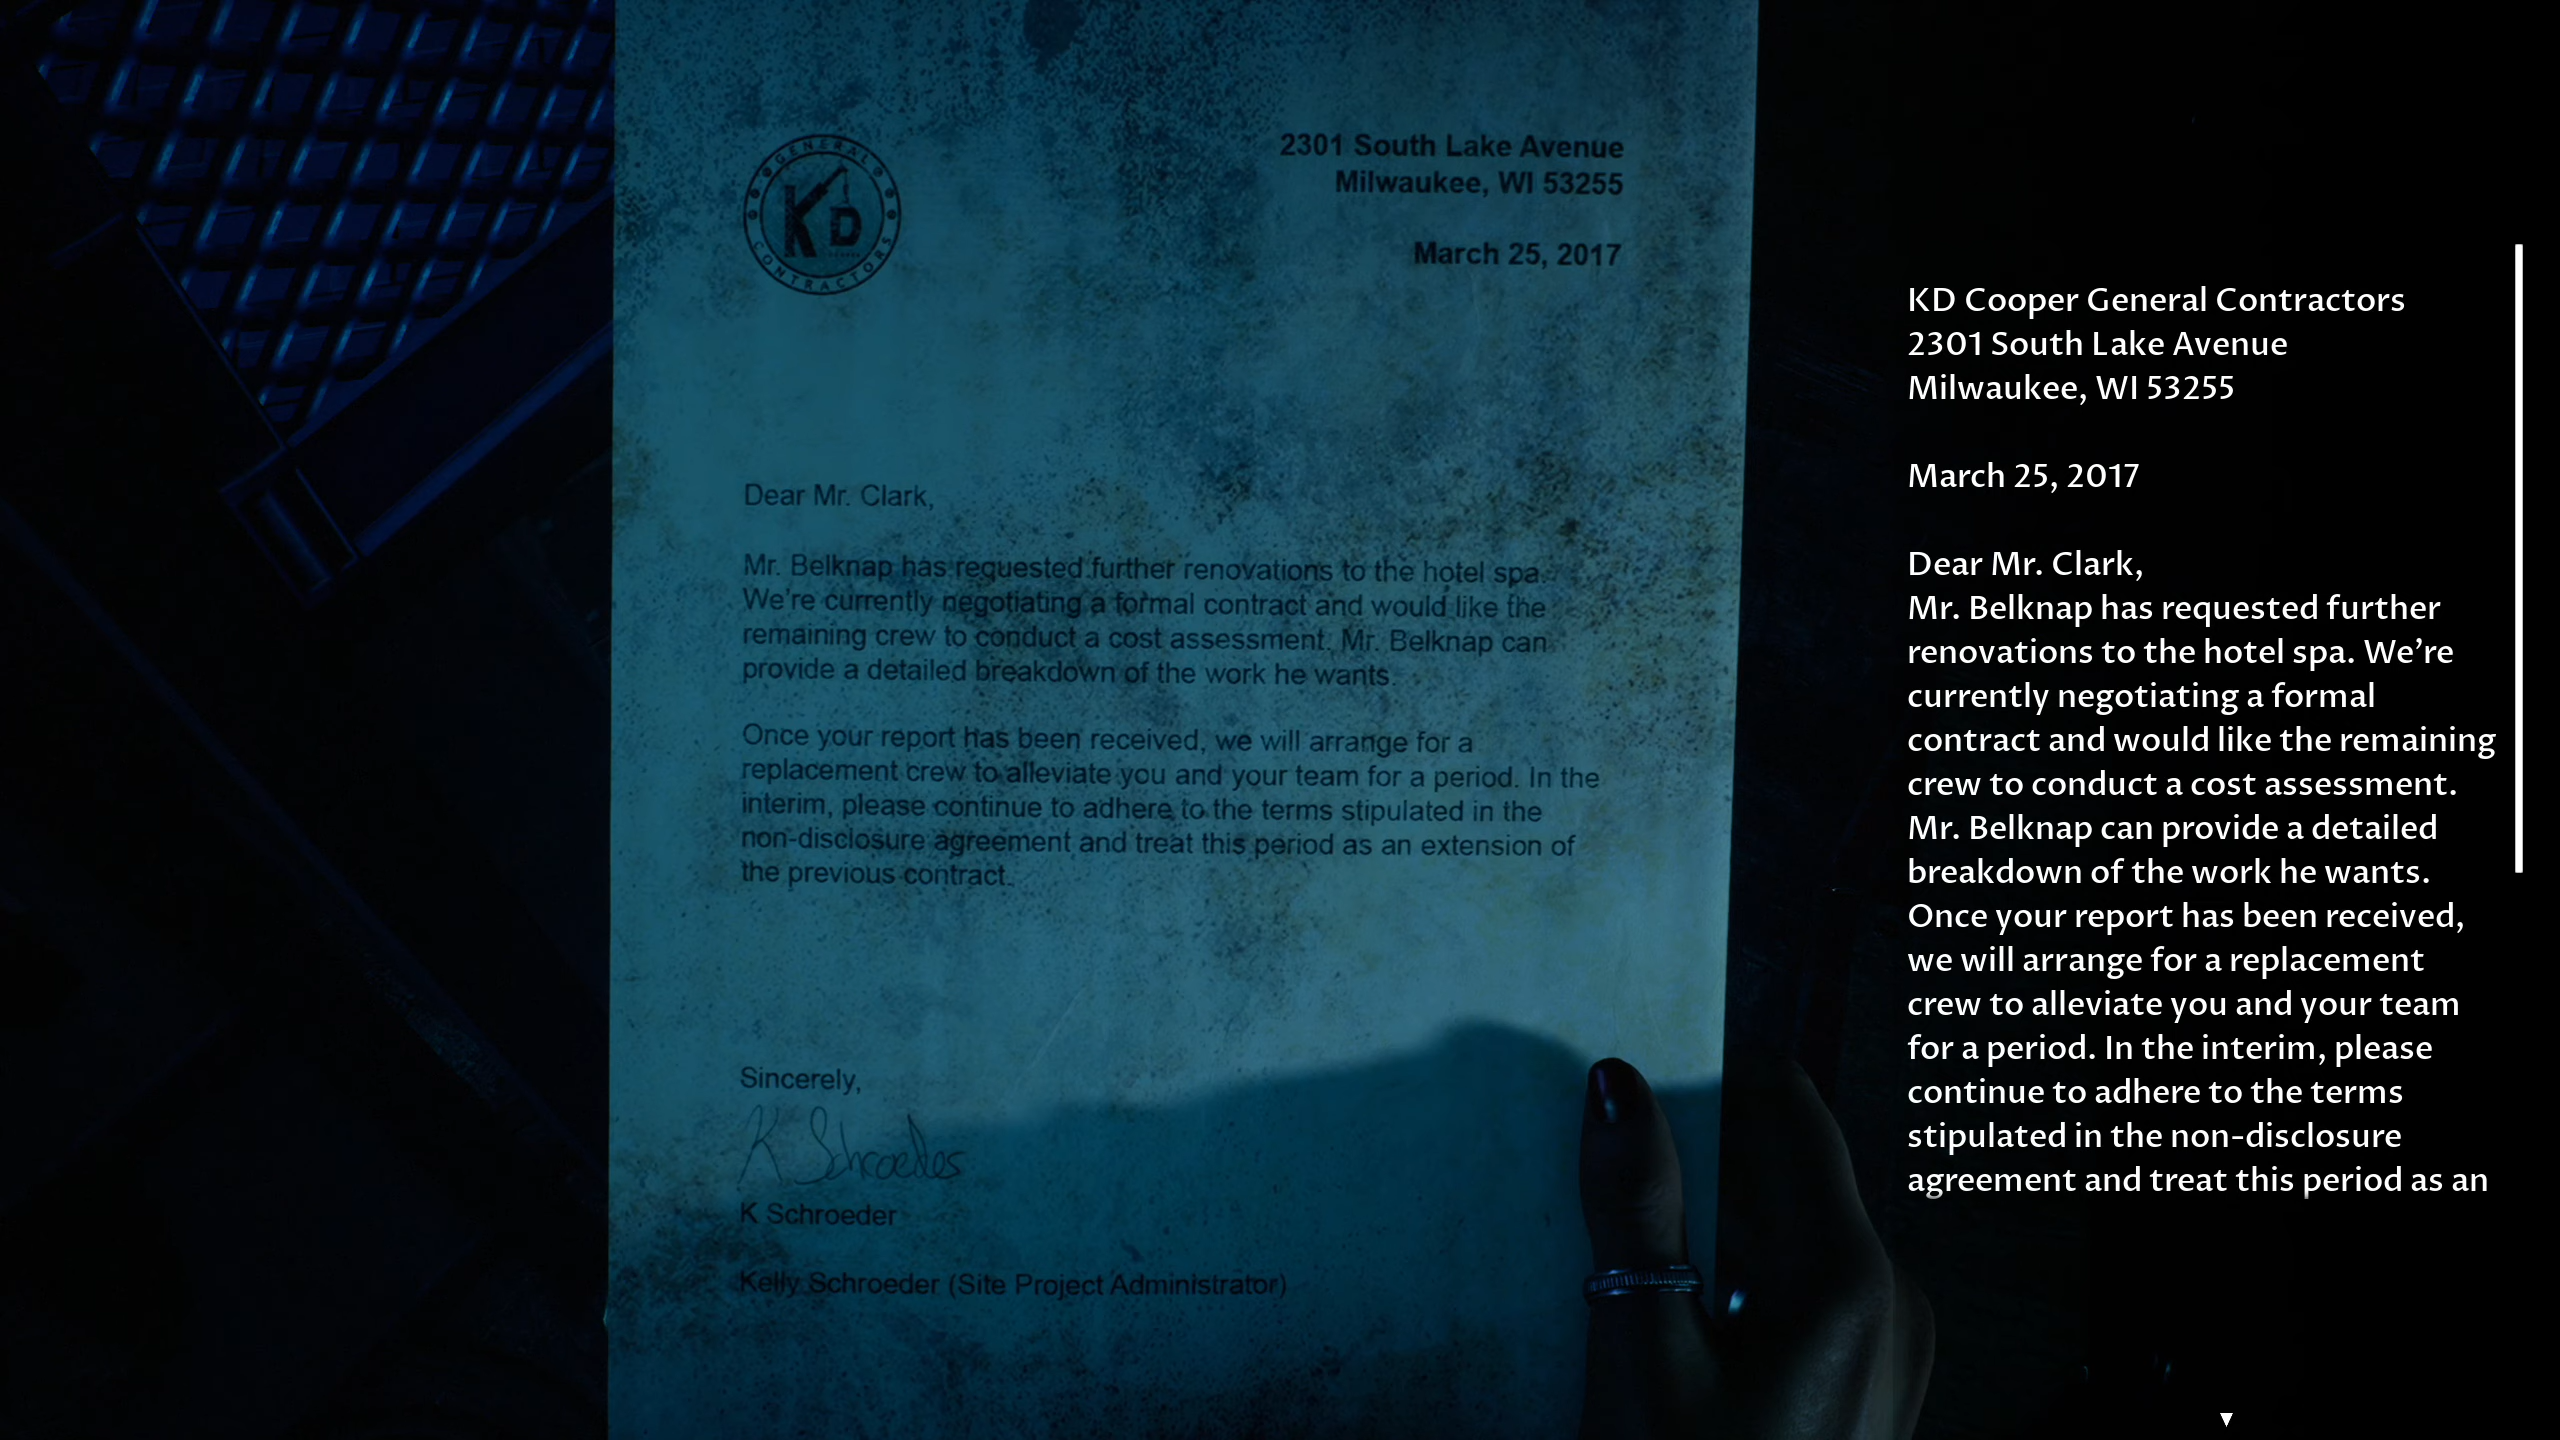 GENERAL
KD
CONTRACTORS
2301 South Lake Avenue
Milwaukee, WI 53255
March 25, 2017
Dear Mr. Clark,
Mr. Belknap has requested further renovations to the hotel spa.
We're currently negotiating a formal contract and would like the
remaining crew to conduct a cost assessment. Mr. Belknap can
provide a detailed breakdown of the work he wants.
Once your report has been received, we will arrange for a
replacement crew to alleviate you and your team for a period. In the
interim, please continue to adhere to the terms stipulated in the
non-disclosure agreement and treat this period as an extension of
the previous contract.
Sincerely,
K Schroeder
K Schroeder
Kelly Schroeder (Site Project Administrator)
KD Cooper General Contractors
2301 South Lake Avenue
Milwaukee, WI 53255
March 25, 2017
Dear Mr. Clark,
Mr. Belknap has requested further
renovations to the hotel spa. We’re
currently negotiating a formal
contract and would like the remaining
crew to conduct a cost assessment.
Mr. Belknap can provide a detailed
breakdown of the work he wants.
Once your report has been received,
we will arrange for a replacement
crew to alleviate you and your team
for a period. In the interim, please
continue to adhere to the terms
stipulated in the non-disclosure
agreement and treat this period as an